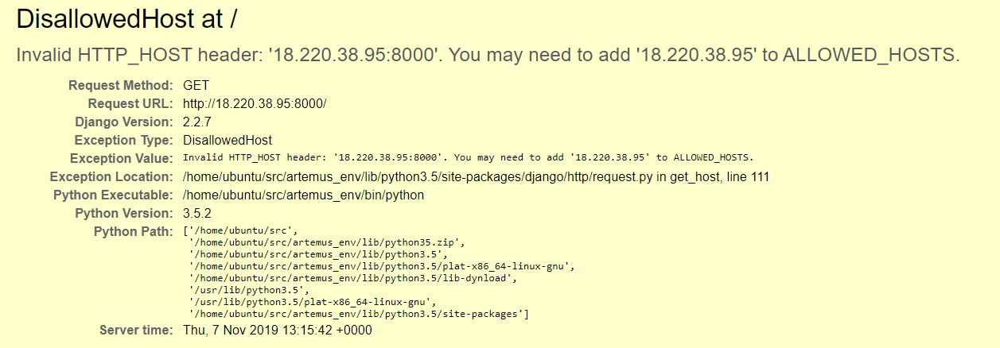 DisallowedHost at /
Invalid HTTP_HOST header: '18.220.38.95:8000'. You may need to add '18.220.38.95' to ALLOWED_HOSTS.
Request Method: GET
Request URL: http://18.220.38.95:8000/
Django Version: 2.2.7
Exception Type: DisallowedHost
Exception Value: Invalid HTTP_HOST header: '18.220.38.95:8000'. You may need to add '18.220.38.95' to ALLOWED_HOSTS.
Exception Location: /home/ubuntu/src/artemus_env/lib/python3.5/site-packages/django/http/request.py in get_host, line 111
Python Executable: /home/ubuntu/src/artemus_env/bin/python
Python Version: 3.5.2
Python Path: ['/home/ubuntu/src',
'/home/ubuntu/src/artemus_env/lib/python35.zip',
'/home/ubuntu/src/artemus_env/lib/python3.5',
'/home/ubuntu/src/artemus_env/lib/python3.5/plat-x86_64-linux-gnu',
'/home/ubuntu/src/artemus_env/lib/python3.5/lib-dynload',
'/usr/lib/python3.5',
'/usr/lib/python3.5/plat-x86_64-linux-gnu',
'/home/ubuntu/src/artemus_env/lib/python3.5/site-packages']
Server time: Thu, 7 Nov 2019 13:15:42 +0000